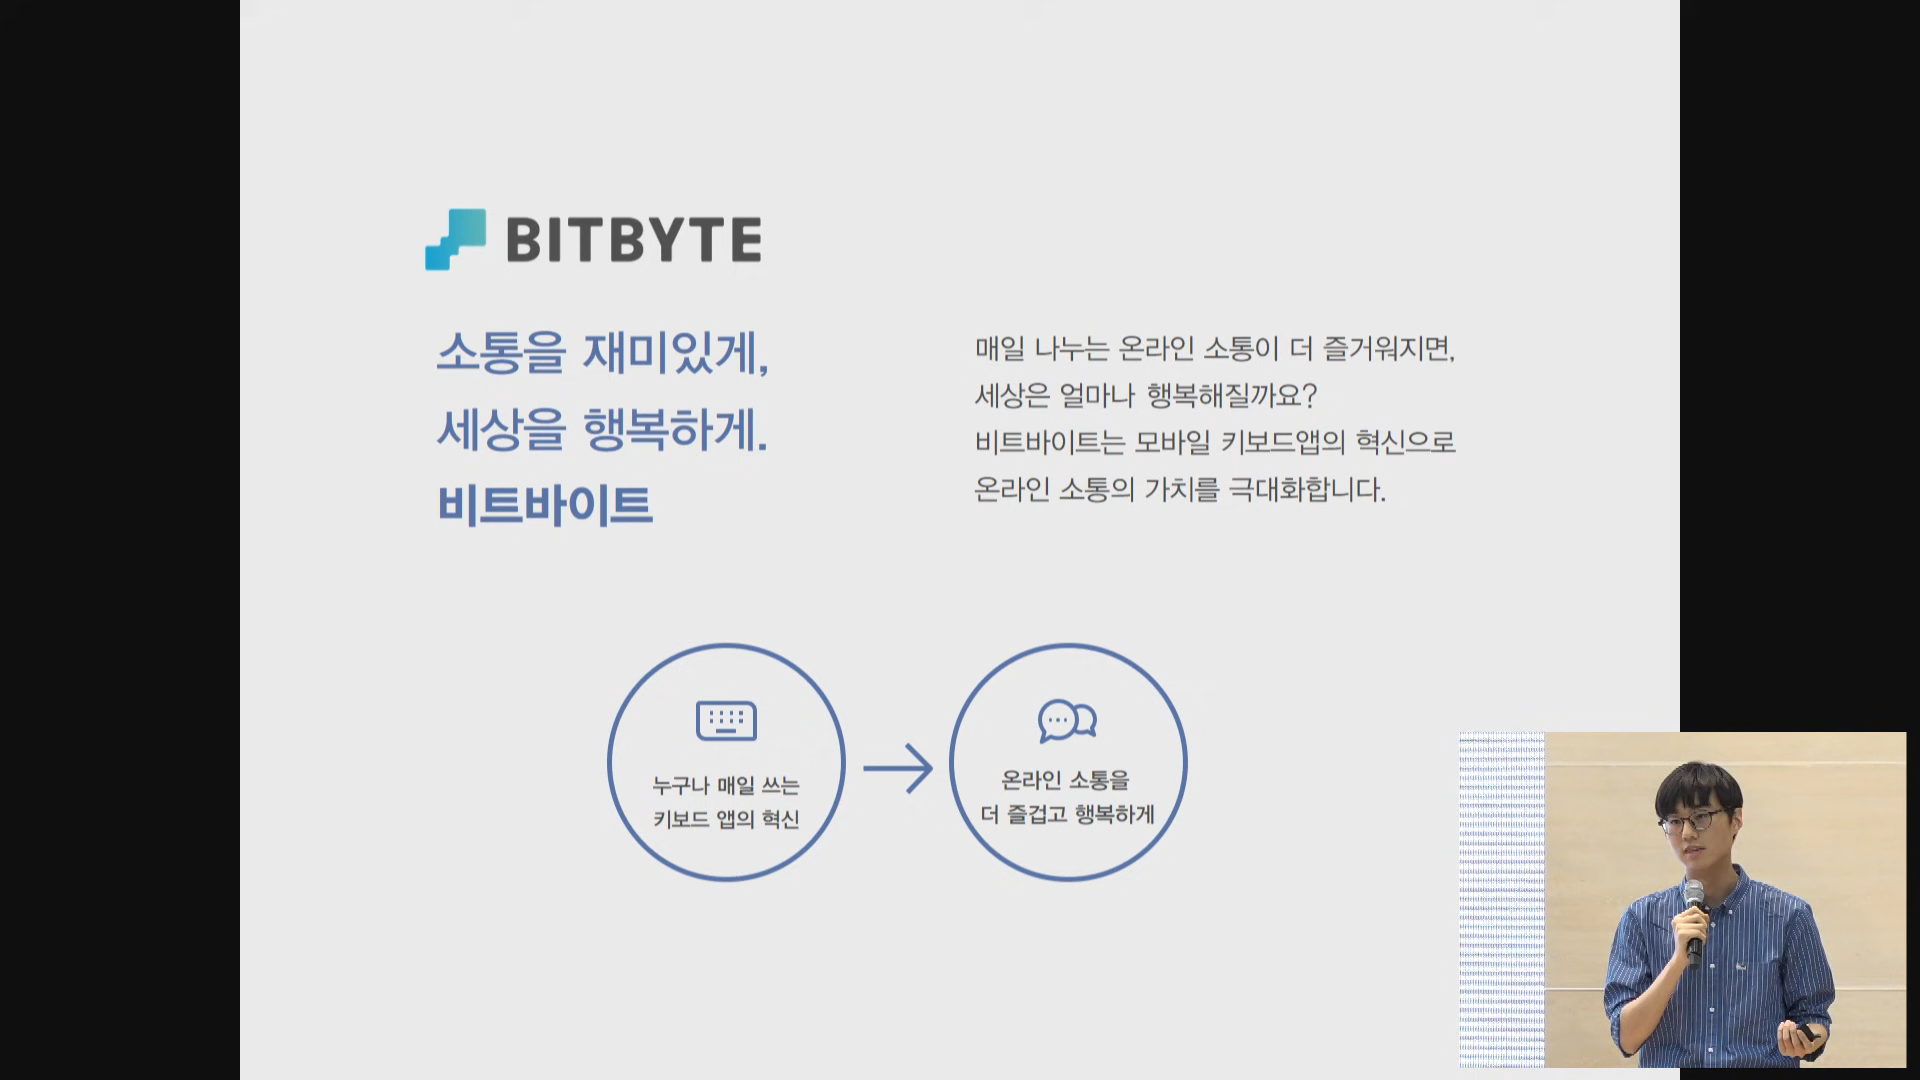 BITBYTE
소통을 재미있게,
세상을 행복하게.
비트바이트
매일 나누는 온라인 소통이 더 즐거워지면,
세상은 얼마나 행복해질까요?
비트바이트는 모바일 키보드앱의 혁신으로
온라인 소통의 가치를 극대화합니다.
누구나 매일 쓰는
키보드 앱의 혁신
온라인 소통을
더 즐겁고 행복하게